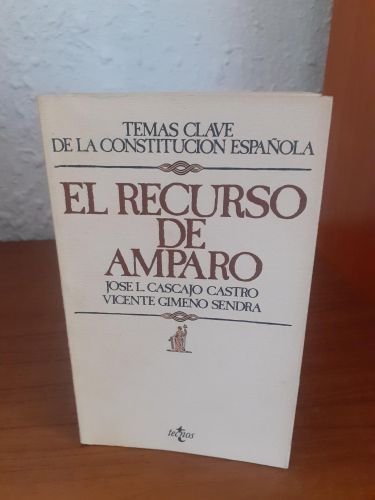 TEMAS CLAVE
DE LA CONSTITUCION ESPAÑOLA
EL RECURSO
DE
AMPARO
JOSE L. CASCAJO CASTRO
VICENTE GIMENO SENDRA
tecnos